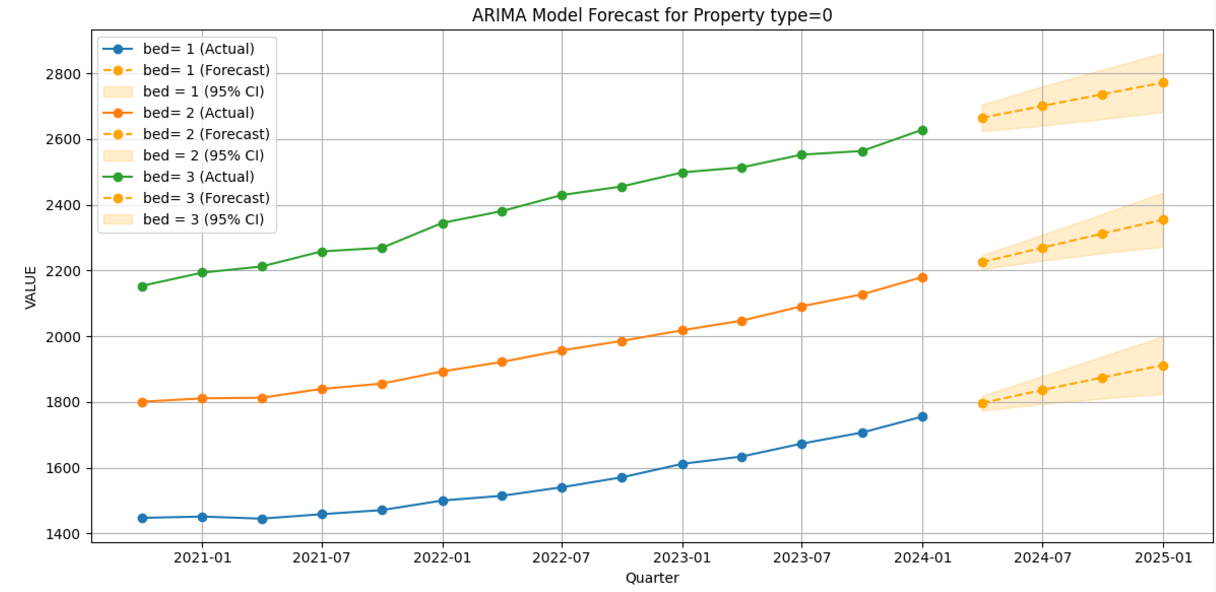 ARIMA Model Forecast for Property type=0
bed= 1 (Actual)
bed= 1 (Forecast)
bed = 1 (95% CI)
bed= 2 (Actual)
bed= 2 (Forecast)
bed = 2 (95% CI)
bed= 3 (Actual)
bed= 3 (Forecast)
bed = 3 (95% CI)
VALUE
2800
2600
2400
2200
2000
1800
1600
1400
2021-01 2021-07 2022-01 2022-07 2023-01 2023-07 2024-01 2024-07 2025-01
Quarter